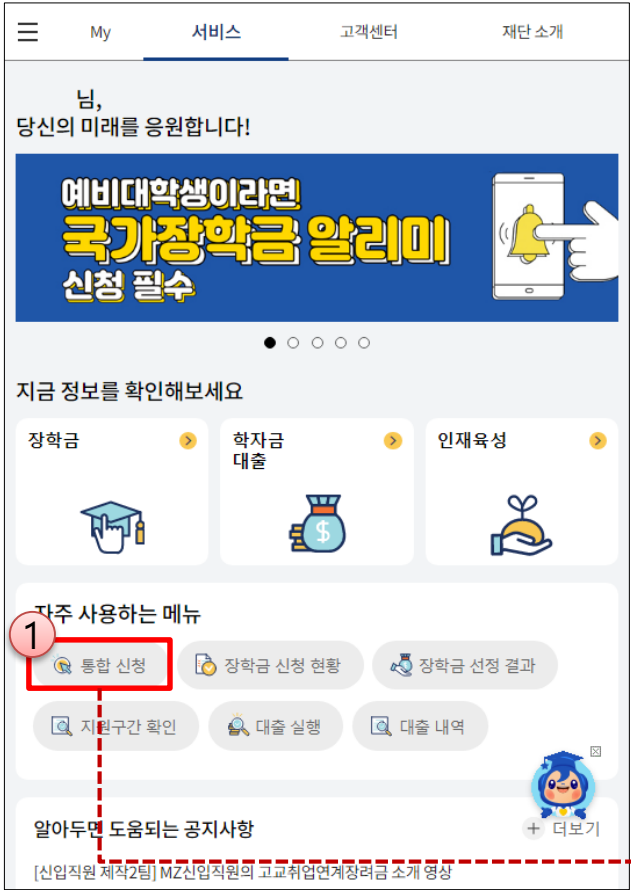 My 서비스 고객센터 재단 소개
님,
당신의 미래를 응원합니다!
예비대학생이라면
국가장학금 알리미
신청 필수
지금 정보를 확인해보세요
장학금 학자금 인재육성
대출
$
자주 사용하는 메뉴
1
통합 신청 장학금 신청 현황 장학금 선정 결과
지원구간 확인 대출 실행 대출 내역
알아두면 도움되는 공지사항 + 더보기
[신입직원 제작2팀] MZ신입직원의 고교취업연계장려금 소개 영상